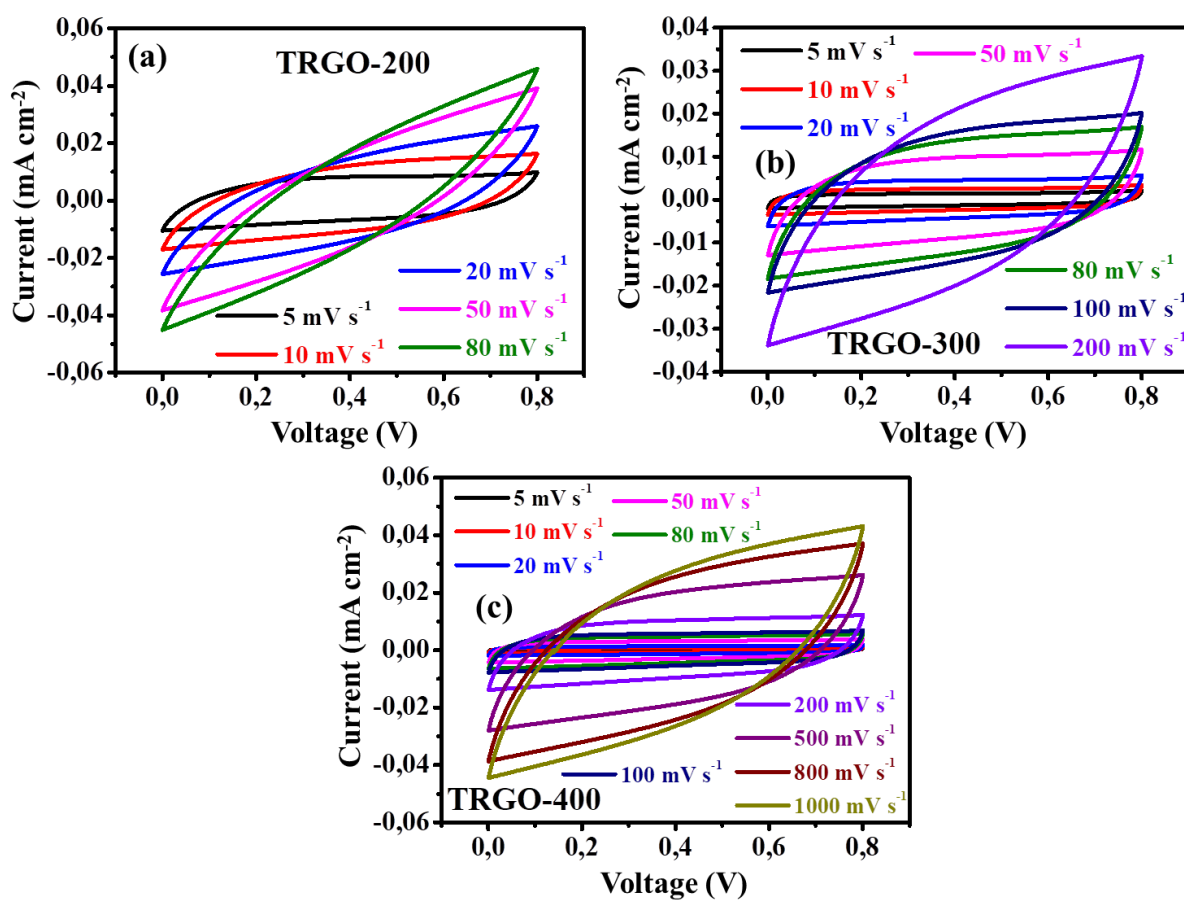 (a)
TRGO-200
0,06
0,04
0,02
0,00
-0,02
-0,04
-0,06
Current (mA cm⁻²)
20 mV s⁻¹
5 mV s⁻¹
50 mV s⁻¹
10 mV s⁻¹
80 mV s⁻¹
0,0 0,2 0,4 0,6 0,8
Voltage (V)
0,04
0,03
0,02
0,01
0,00
-0,01
-0,02
-0,03
-0,04
Current (mA cm⁻²)
5 mV s⁻¹
50 mV s⁻¹
10 mV s⁻¹
20 mV s⁻¹
(b)
80 mV s⁻¹
100 mV s⁻¹
TRGO-300
200 mV s⁻¹
0,0 0,2 0,4 0,6 0,8
Voltage (V)
0,06
0,04
0,02
0,00
-0,02
-0,04
-0,06
Current (mA cm⁻²)
5 mV s⁻¹
50 mV s⁻¹
10 mV s⁻¹
80 mV s⁻¹
20 mV s⁻¹
(c)
200 mV s⁻¹
500 mV s⁻¹
100 mV s⁻¹
800 mV s⁻¹
TRGO-400
1000 mV s⁻¹
0,0 0,2 0,4 0,6 0,8
Voltage (V)